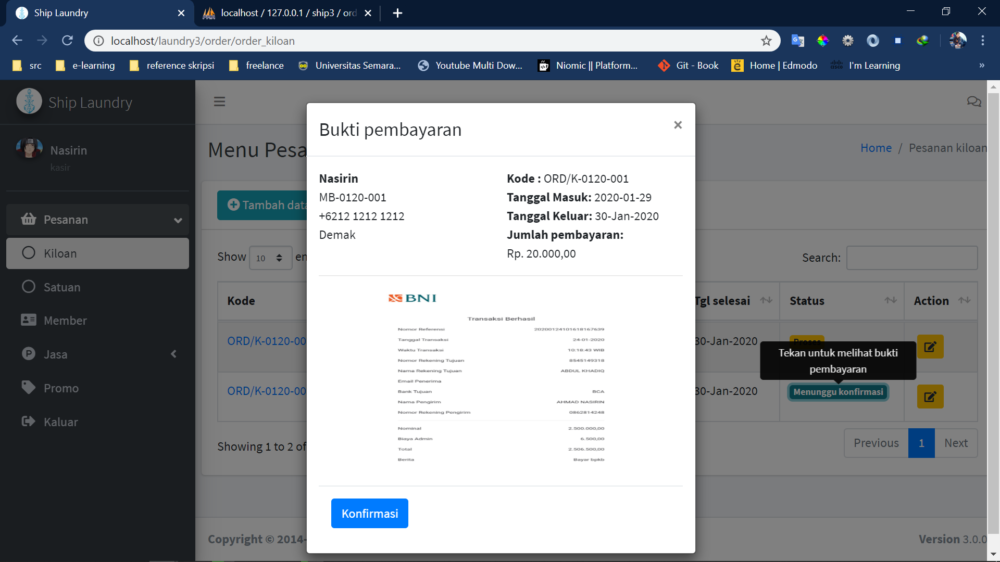 Ship Laundry
localhost / 127.0.0.1 / ship3 / ord
localhost/laundry3/order/order_kiloan
src
e-learning
reference skripsi
freelance
Universitas Semara...
Youtube Multi Dow...
Niomic || Platform...
Git - Book
Home | Edmodo
I'm Learning
»
Ship Laundry
Nasirin
kasir
Pesanan
Kiloan
Satuan
Member
Jasa
Promo
Kaluar
Menu Pesa
Home / Pesanan kiloan
Tambah data
Show 10 en
Search:
Kode
Tgl selesai
Status
Action
ORD/K-0120-00
30-Jan-2020
Proses
ORD/K-0120-00
30-Jan-2020
Menunggu konfirmasi
Tekan untuk melihat bukti
pembayaran
Showing 1 to 2 of
Previous 1 Next
Copyright © 2014-
Version 3.0.0
Bukti pembayaran
×
Nasirin
MB-0120-001
+6212 1212 1212
Demak
Kode : ORD/K-0120-001
Tanggal Masuk: 2020-01-29
Tanggal Keluar: 30-Jan-2020
Jumlah pembayaran:
Rp. 20.000,00
BNI
Transaksi Berhasil
Nomor Referensi 20200124101618167639
Tanggal Transaksi 24-01-2020
Waktu Transaksi 10:18:43 WIB
Nomor Rekening Tujuan 8545149318
Nama Rekening Tujuan ABDUL KHADIQ
Email Penerima
Bank Tujuan BCA
Nama Pengirim AHMAD NASIRIN
Nomor Rekening Pengirim 0862814248
Nominal 2.500.000,00
Biaya Admin 6.500,00
Total 2.506.500,00
Berita Bayar bpkb
Konfirmasi